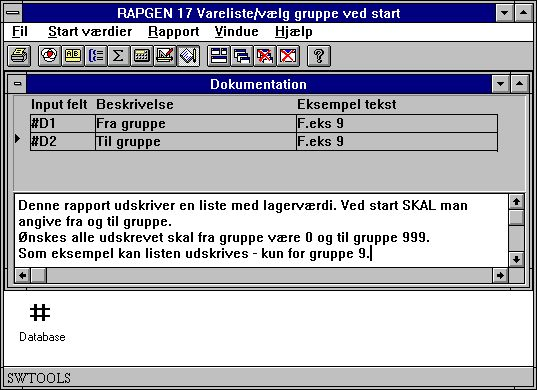 RAPGEN 17 Vareliste/vælg gruppe ved start
Fil Start værdier Rapport Vindue Hjælp
Dokumentation
Input felt Beskrivelse Eksempel tekst
#D1 Fra gruppe F.eks 9
#D2 Til gruppe F.eks 9
Denne rapport udskriver en liste med lagerværdi. Ved start SKAL man
angive fra og til gruppe.
Ønskes alle udskrevet skal fra gruppe være 0 og til gruppe 999.
Som eksempel kan listen udskrives - kun for gruppe 9.
#
Database
SWTOOLS